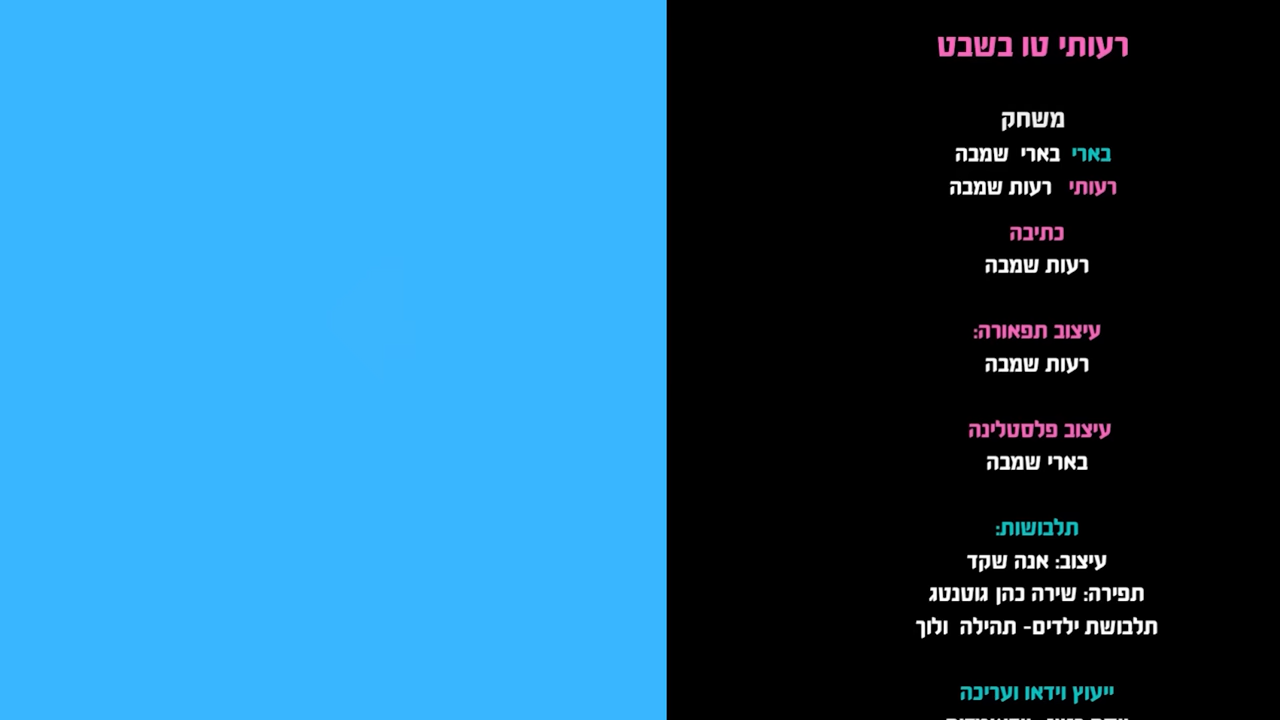 רעותי טו בשבט
משחק
בארי בארי שמבה
רעותי רעות שמבה
כתיבה
רעות שמבה
עיצוב תפאורה:
רעות שמבה
עיצוב פלסטלינה
בארי שמבה
תלבושות:
עיצוב: אנה שקד
תפירה: שירה כהן גוטנטג
תלבושת ילדים- תהילה ולוך
ייעוץ וידאו ועריכה